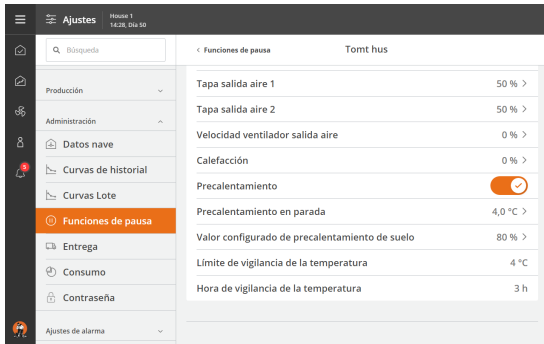 Ajustes
House 1
14:28, Día 50
Búsqueda
Producción
Administración
Datos nave
Curvas de historial
Curvas Lote
Funciones de pausa
Entrega
Consumo
Contraseña
Ajustes de alarma
5
< Funciones de pausa
Tomt hus
Tapa salida aire 1 50 % >
Tapa salida aire 2 50 % >
Velocidad ventilador salida aire 0 % >
Calefacción 0 % >
Precalentamiento
Precalentamiento en parada 4,0 °C >
Valor configurado de precalentamiento de suelo 80 % >
Límite de vigilancia de la temperatura 4 °C
Hora de vigilancia de la temperatura 3 h